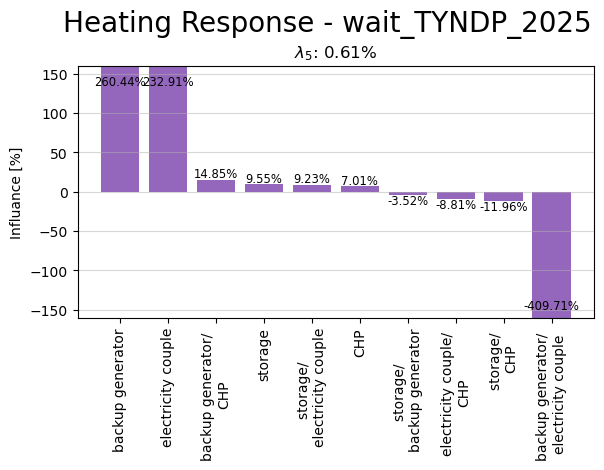 Heating Response - wait_TYNDP_2025
λ5: 0.61%
Influance [%]
150
100
50
0
−50
−100
−150
260.44%
232.91%
14.85%
9.55%
9.23%
7.01%
-3.52%
-8.81%
-11.96%
-409.71%
backup generator
electricity couple
backup generator/
CHP
storage
storage/
electricity couple
CHP
storage/
backup generator
electricity couple/
CHP
storage/
CHP
backup generator/
electricity couple